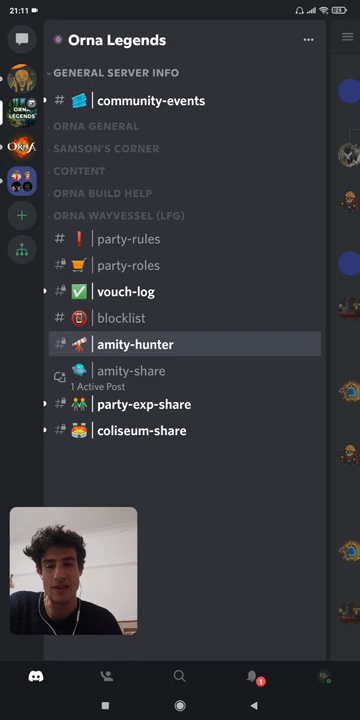 21:11
Orna Legends
GENERAL SERVER INFO
# | community-events
ORNA GENERAL
SAMSON'S CORNER
CONTENT
ORNA BUILD HELP
ORNA WAYVESSEL (LFG)
# | party-rules
# | party-roles
# | vouch-log
# | blocklist
# | amity-hunter
| amity-share
1 Active Post
# | party-exp-share
# | coliseum-share
ORNA
LEGENDS
ORNA
1